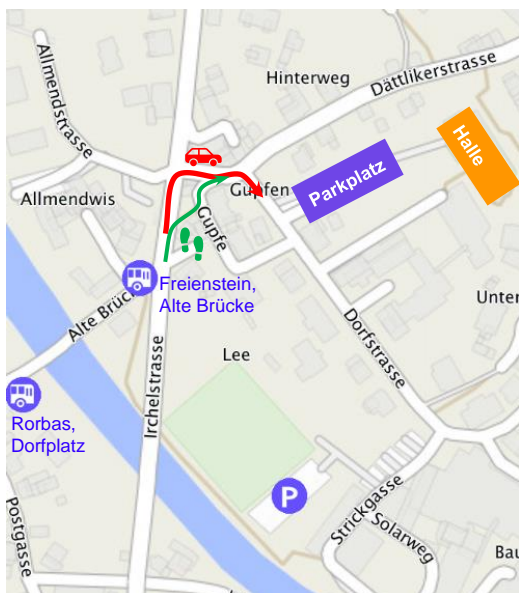 Allmendstrasse
Hinterweg
Dättlikerstrasse
Halle
Parkplatz
Gupfen
Allmendwis
Gupfe
Freienstein,
Alte Brücke
Alte Brüc
Unter
Dorfstrasse
Irchelstrasse
Lee
Rorbas,
Dorfplatz
P
Postgasse
Strickgasse
Solarweg
Bau